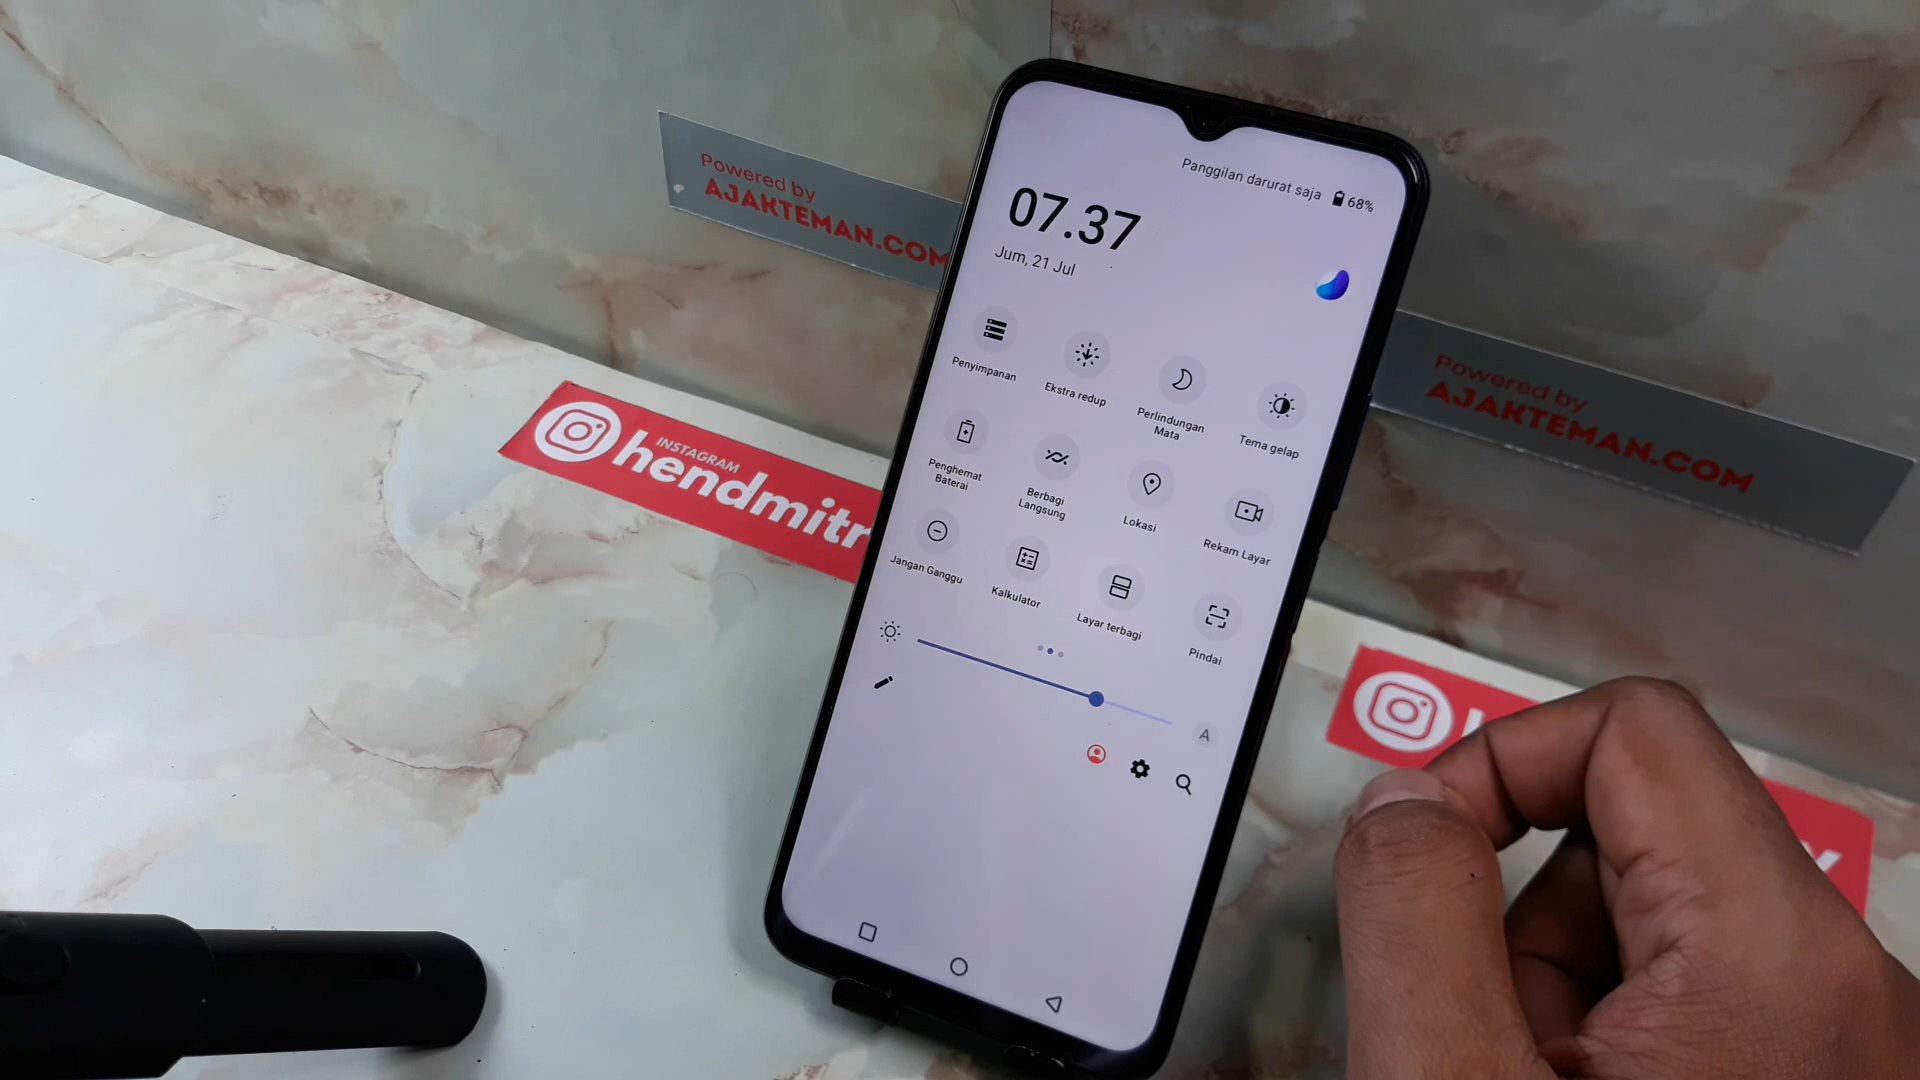 Powered by
AJAKTEMAN.COM
Powered by
AJAKTEMAN.COM
INSTAGRAM
Panggilan darurat saja 68%
07.37
Jum, 21 Jul
Penyimpanan
Ekstra redup
Perlindungan
Mata
Tema gelap
Penghemat
Baterai
Berbagi
Langsung
Lokasi
Rekam Layar
Jangan Ganggu
Kalkulator
Layar terbagi
Pindai
A